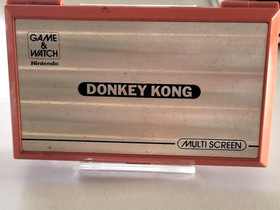 GAME
& WATCH
Nintendo
DONKEY KONG
MULTI SCREEN